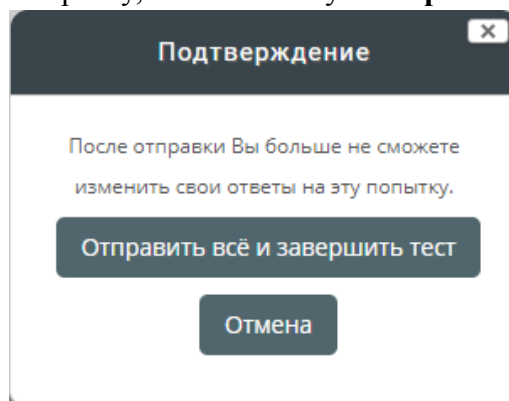 Подтверждение
После отправки Вы больше не сможете
изменить свои ответы на эту попытку.
Отправить всё и завершить тест
Отмена